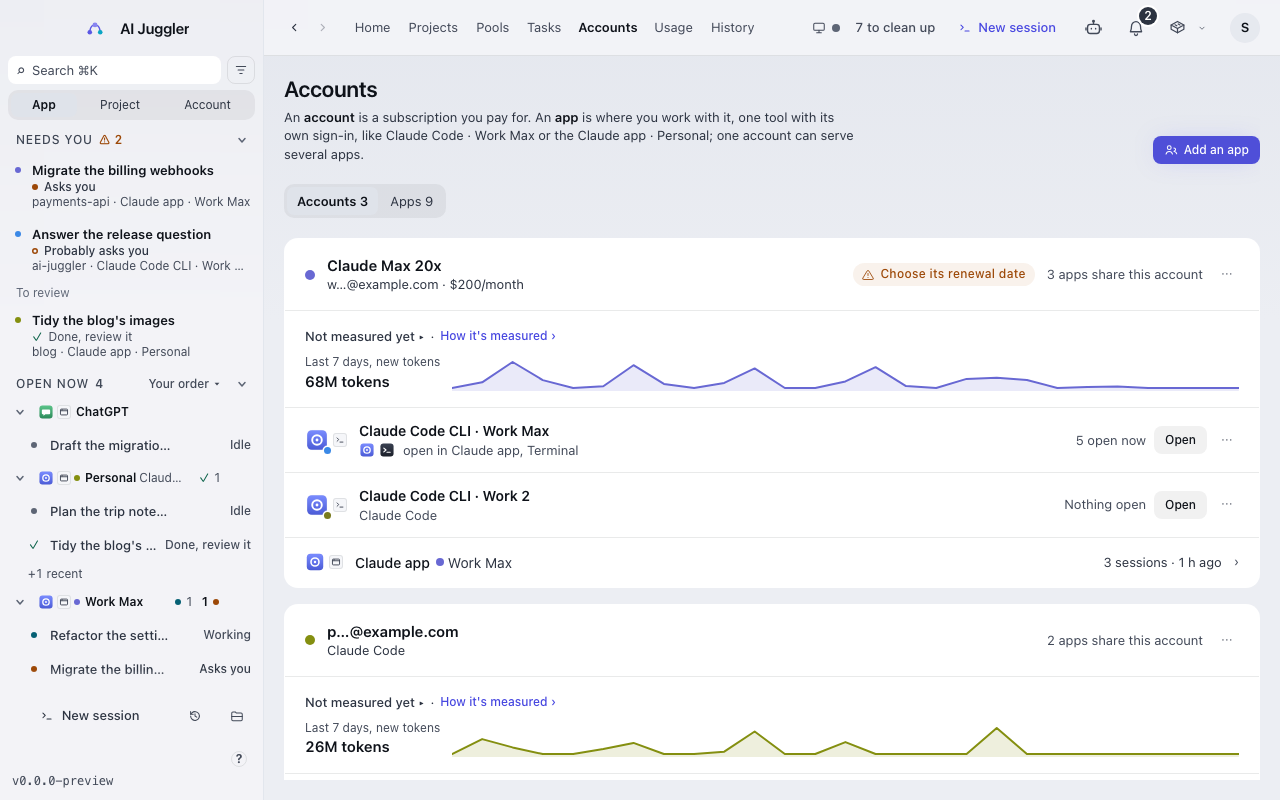 AI Juggler
Search ⌘K
App Project Account
NEEDS YOU 2
Migrate the billing webhooks
Asks you
payments-api · Claude app · Work Max
Answer the release question
Probably asks you
ai-juggler · Claude Code CLI · Work ...
To review
Tidy the blog's images
Done, review it
blog · Claude app · Personal
OPEN NOW 4 Your order
ChatGPT
Draft the migratio... Idle
Personal Claud... 1
Plan the trip note... Idle
Tidy the blog's ... Done, review it
+1 recent
Work Max 1 1
Refactor the setti... Working
Migrate the billin... Asks you
New session
?
v0.0.0-preview
Home Projects Pools Tasks Accounts Usage History 7 to clean up New session 2 S
Accounts
An account is a subscription you pay for. An app is where you work with it, one tool with its
own sign-in, like Claude Code · Work Max or the Claude app · Personal; one account can serve
several apps.
Add an app
Accounts 3 Apps 9
Claude Max 20x
w...@example.com · $200/month
Choose its renewal date 3 apps share this account ...
Not measured yet ▸ · How it's measured ›
Last 7 days, new tokens
68M tokens
Claude Code CLI · Work Max
open in Claude app, Terminal
5 open now Open ...
Claude Code CLI · Work 2
Claude Code
Nothing open Open ...
Claude app Work Max 3 sessions · 1 h ago ›
p...@example.com
Claude Code
2 apps share this account ...
Not measured yet ▸ · How it's measured ›
Last 7 days, new tokens
26M tokens